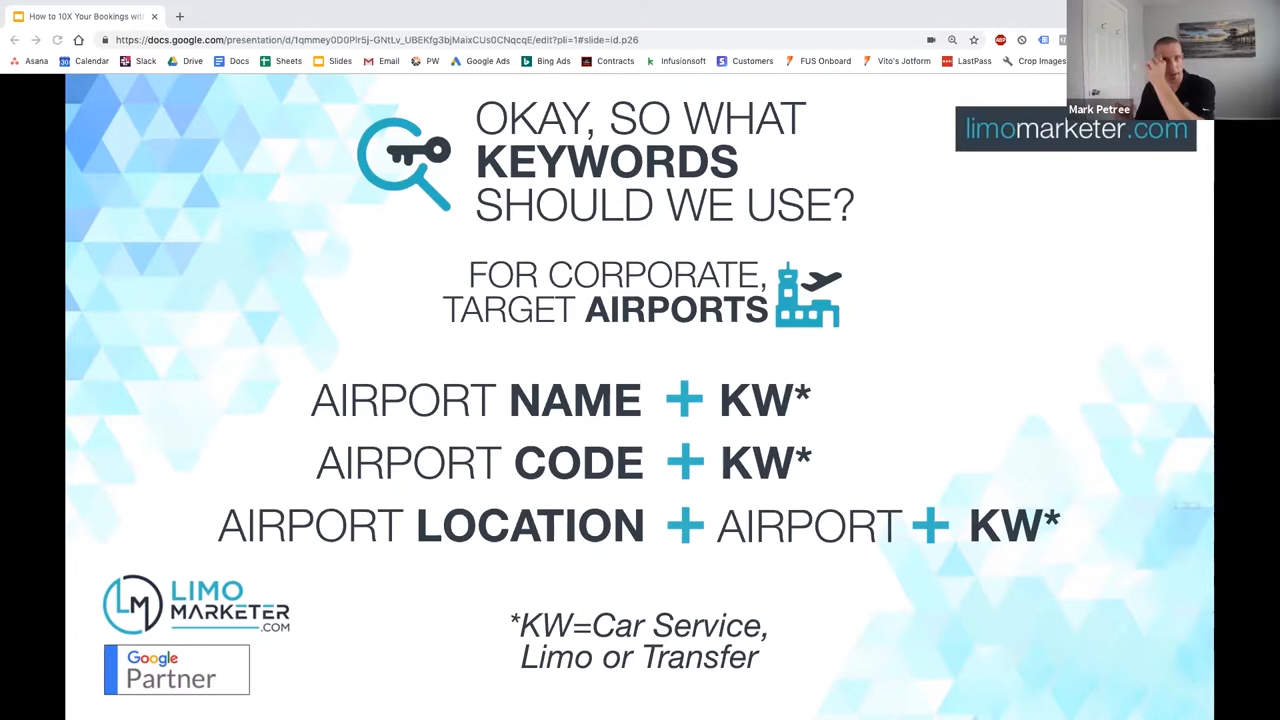 How to 10X Your Bookings wit
https://docs.google.com/presentation/d/1qmmey0D0Plr5j-GNtLv_UBEKfg3bjMaixCUs0CNqcqE/edit?pli=1#slide=id.p26
Asana Calendar Slack Drive Docs Sheets Slides Email PW Google Ads Bing Ads Contracts Infusionsoft Customers FUS Onboard Vito's Jotform LastPass Crop Images
Mark Petree
limomarketer.com
OKAY, SO WHAT
KEYWORDS
SHOULD WE USE?
FOR CORPORATE,
TARGET AIRPORTS
AIRPORT NAME + KW*
AIRPORT CODE + KW*
AIRPORT LOCATION + AIRPORT + KW*
LM LIMO
MARKETER
.COM
Google
Partner
*KW=Car Service,
Limo or Transfer